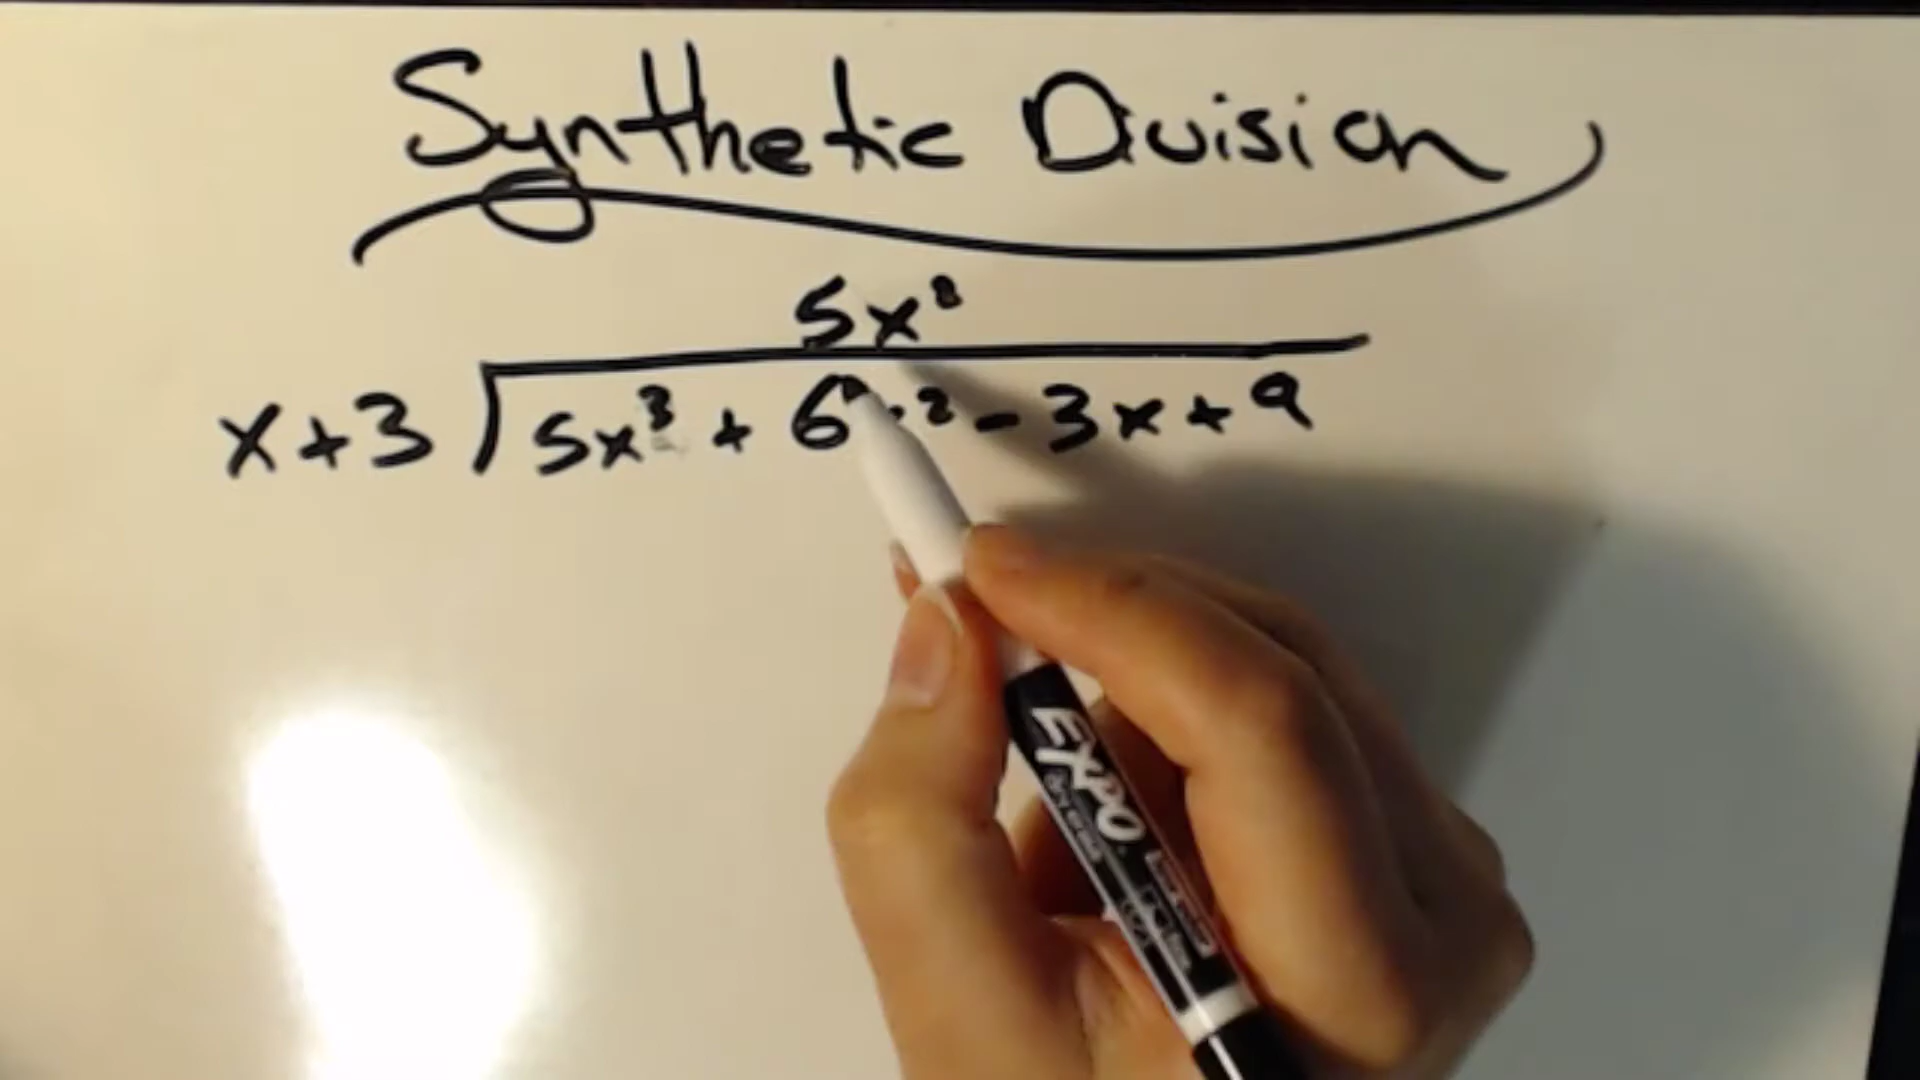 Synthetic Division
5x²
x+3 5x³ + 6x² - 3x + 9
EXPO